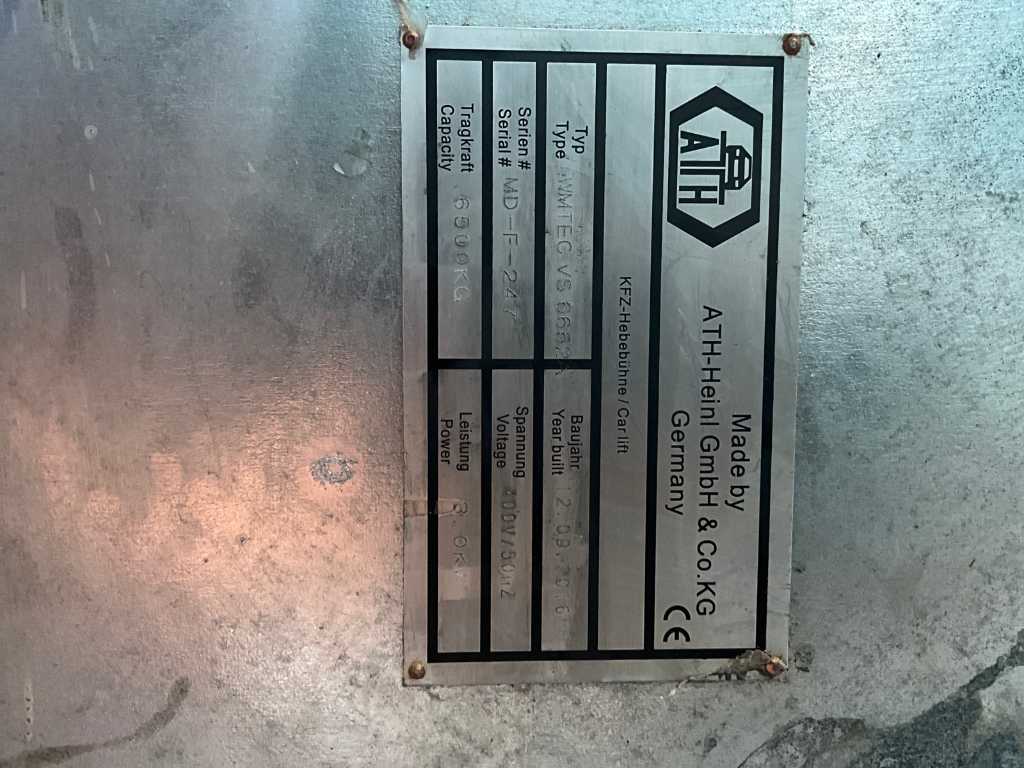 ATH
Made by
ATH-Heinl GmbH & Co.KG
Germany
CE
KFZ-Hebebühne / Car lift
Typ
Type
Baujahr
Year built
Serien #
Serial # MD-F-247
Spannung
Voltage 400V/50HZ
Tragkraft
Capacity 6500KG
Leistung
Power